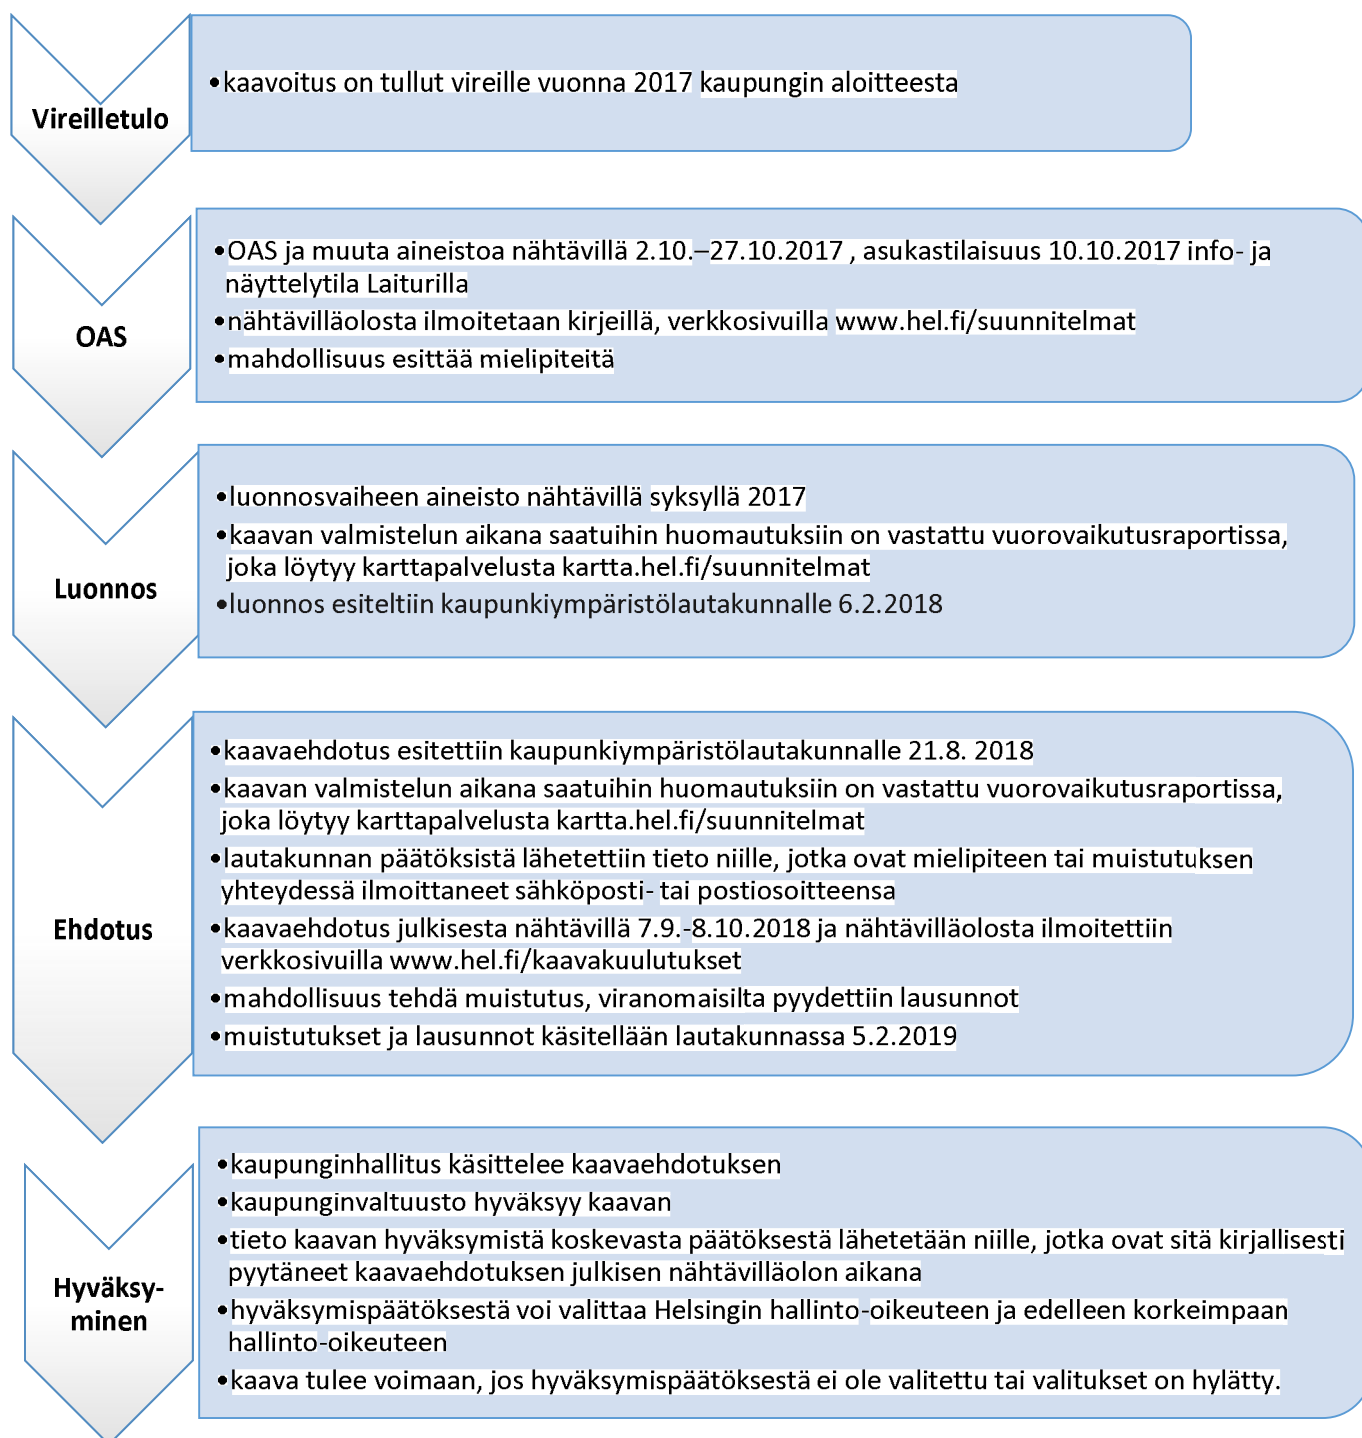 Vireilletulo
•kaavoitus on tullut vireille vuonna 2017 kaupungin aloitteesta
OAS
•OAS ja muuta aineistoa nähtävillä 2.10.–27.10.2017 , asukastilaisuus 10.10.2017 info- ja
näyttelytila Laiturilla
•nähtävilläolosta ilmoitetaan kirjeillä, verkkosivuilla www.hel.fi/suunnitelmat
•mahdollisuus esittää mielipiteitä
Luonnos
•luonnosvaiheen aineisto nähtävillä syksyllä 2017
•kaavan valmistelun aikana saatuihin huomautuksiin on vastattu vuorovaikutusraportissa,
joka löytyy karttapalvelusta kartta.hel.fi/suunnitelmat
•luonnos esiteltiin kaupunkiympäristölautakunnalle 6.2.2018
Ehdotus
•kaavaehdotus esitettiin kaupunkiympäristölautakunnalle 21.8. 2018
•kaavan valmistelun aikana saatuihin huomautuksiin on vastattu vuorovaikutusraportissa,
joka löytyy karttapalvelusta kartta.hel.fi/suunnitelmat
•lautakunnan päätöksistä lähetettiin tieto niille, jotka ovat mielipiteen tai muistutuksen
yhteydessä ilmoittaneet sähköposti- tai postiosoitteensa
•kaavaehdotus julkisesta nähtävillä 7.9.-8.10.2018 ja nähtävilläolosta ilmoitettiin
verkkosivuilla www.hel.fi/kaavakuulutukset
•mahdollisuus tehdä muistutus, viranomaisilta pyydettiin lausunnot
•muistutukset ja lausunnot käsitellään lautakunnassa 5.2.2019
Hyväksy-
minen
•kaupunginhallitus käsittelee kaavaehdotuksen
•kaupunginvaltuusto hyväksyy kaavan
•tieto kaavan hyväksymistä koskevasta päätöksestä lähetetään niille, jotka ovat sitä kirjallisesti
pyytäneet kaavaehdotuksen julkisen nähtävilläolon aikana
•hyväksymispäätöksestä voi valittaa Helsingin hallinto-oikeuteen ja edelleen korkeimpaan
hallinto-oikeuteen
•kaava tulee voimaan, jos hyväksymispäätöksestä ei ole valitettu tai valitukset on hylätty.